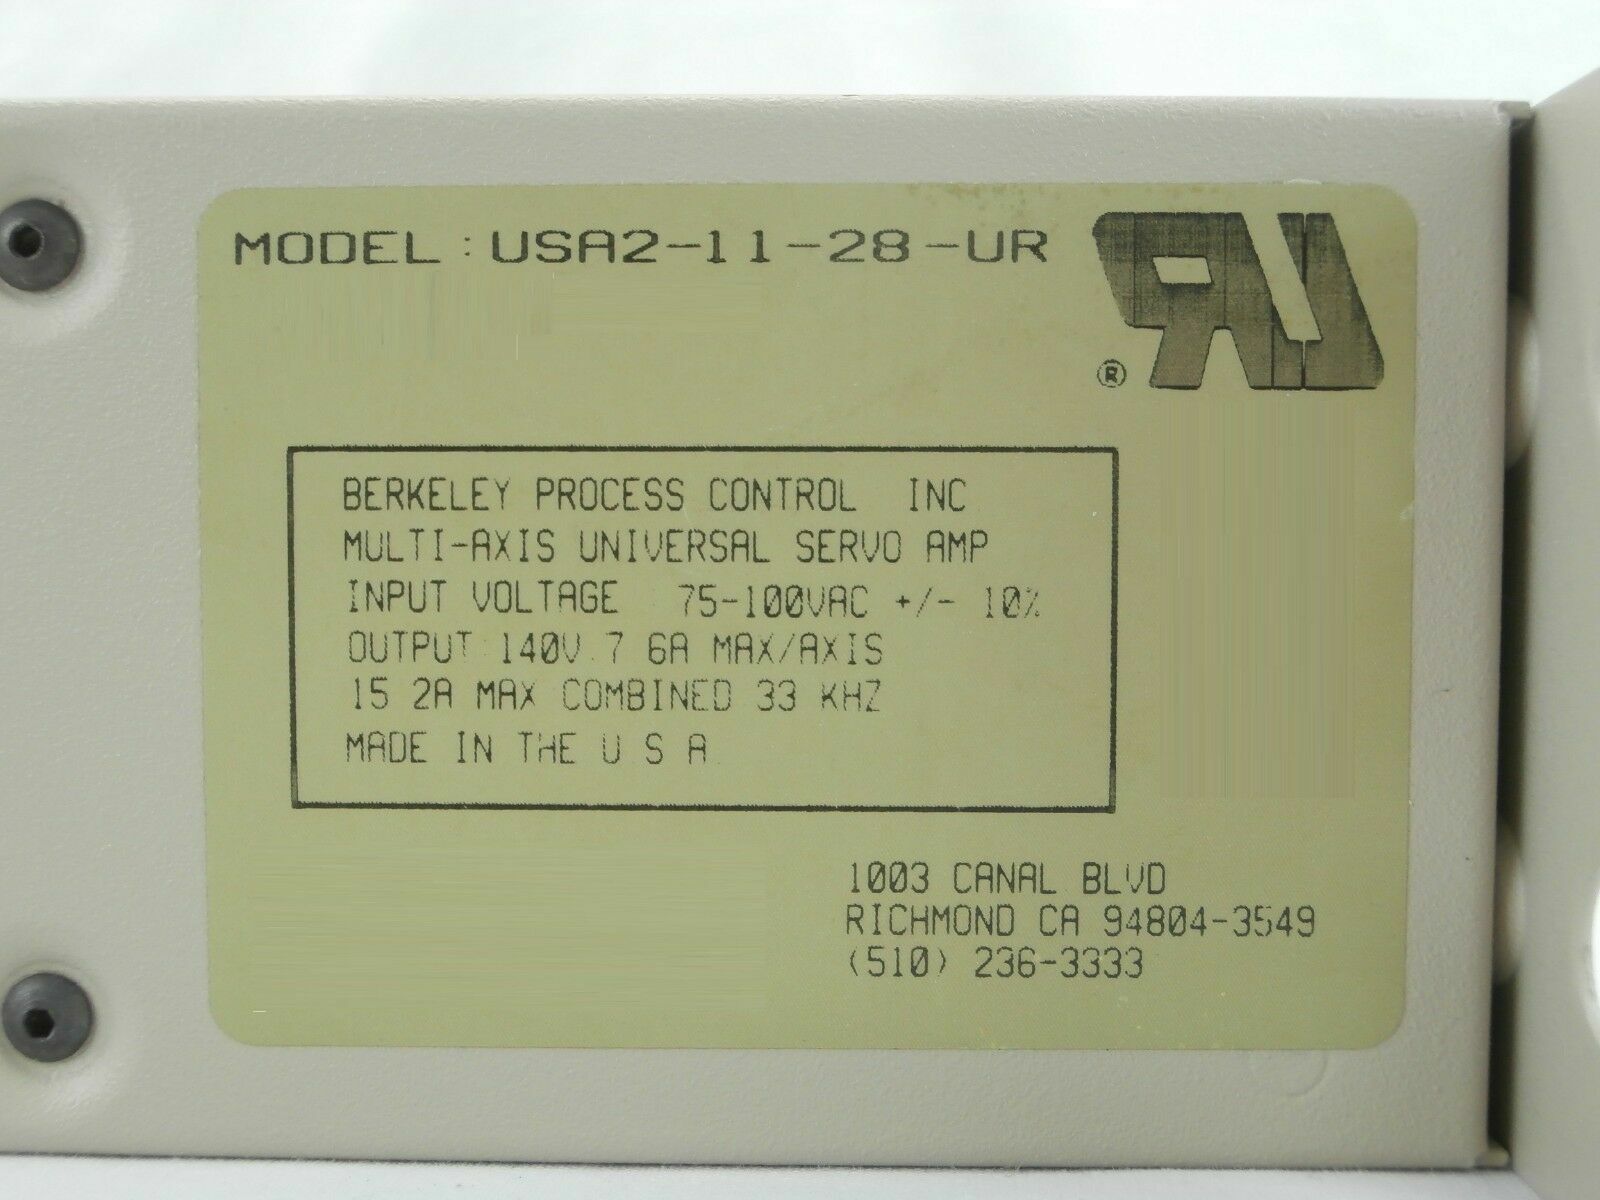 MODEL:USA2-11-28-UR
®
BERKELEY PROCESS CONTROL INC
MULTI-AXIS UNIVERSAL SERVO AMP
INPUT VOLTAGE 75-100VAC +/- 10%
OUTPUT 140V 7 6A MAX/AXIS
15 2A MAX COMBINED 33 KHZ
MADE IN THE U S A
1003 CANAL BLVD
RICHMOND CA 94804-3549
(510) 236-3333